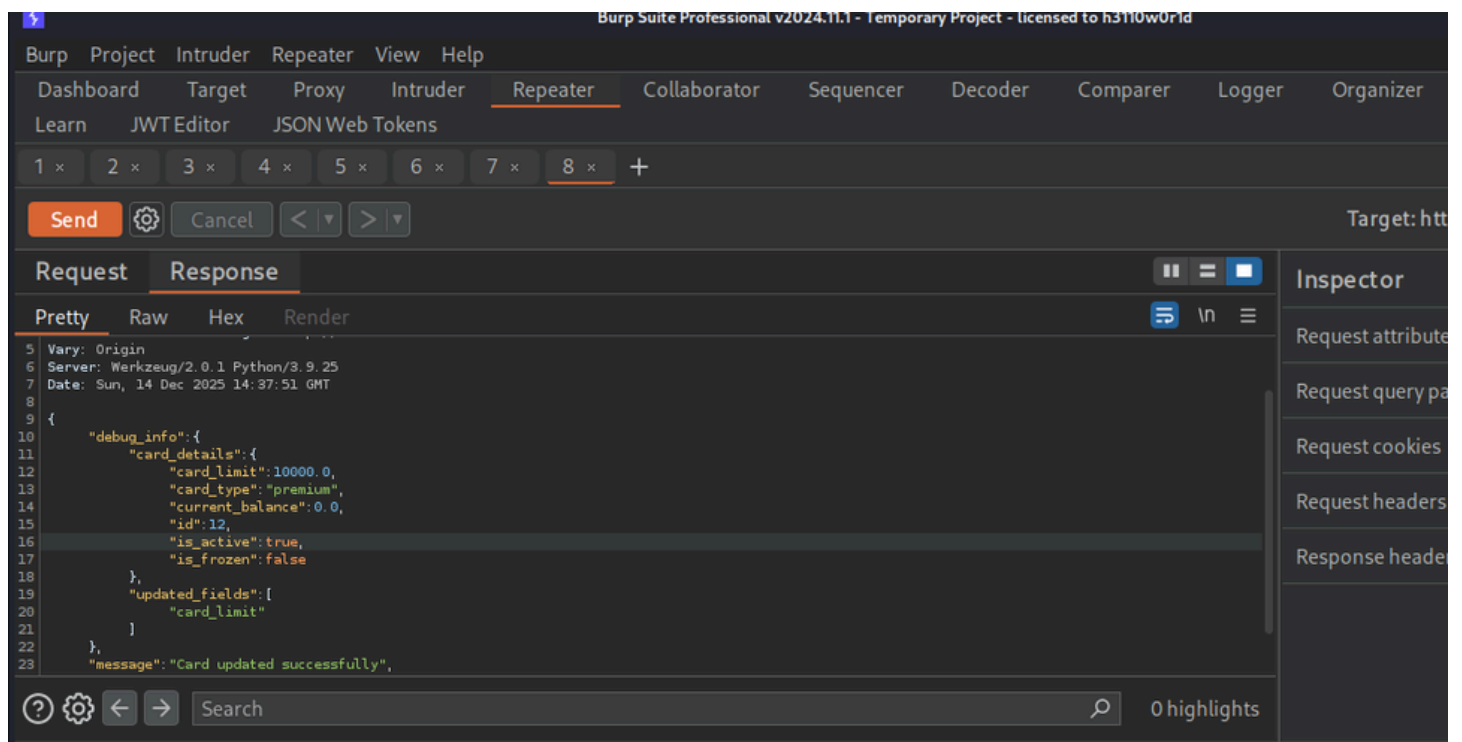 Burp Suite Professional v2024.11.1 - Temporary Project - licensed to h3110w0r1d
Burp Project Intruder Repeater View Help
Dashboard Target Proxy Intruder Repeater Collaborator Sequencer Decoder Comparer Logger Organizer
Learn JWT Editor JSON Web Tokens
1 × 2 × 3 × 4 × 5 × 6 × 7 × 8 × +
Send Cancel < > Target: htt
Request Response
Inspector
Pretty Raw Hex Render \n
Request attribute
Request query pa
Request cookies
Request headers
Response heade
5 Vary: Origin
6 Server: Werkzeug/2.0.1 Python/3.9.25
7 Date: Sun, 14 Dec 2025 14:37:51 GMT
8
9 {
10 "debug_info":{
11 "card_details":{
12 "card_limit":10000.0,
13 "card_type":"premium",
14 "current_balance":0.0,
15 "id":12,
16 "is_active":true,
17 "is_frozen":false
18 },
19 "updated_fields":[
20 "card_limit"
21 ]
22 },
23 "message":"Card updated successfully",
Search 0 highlights